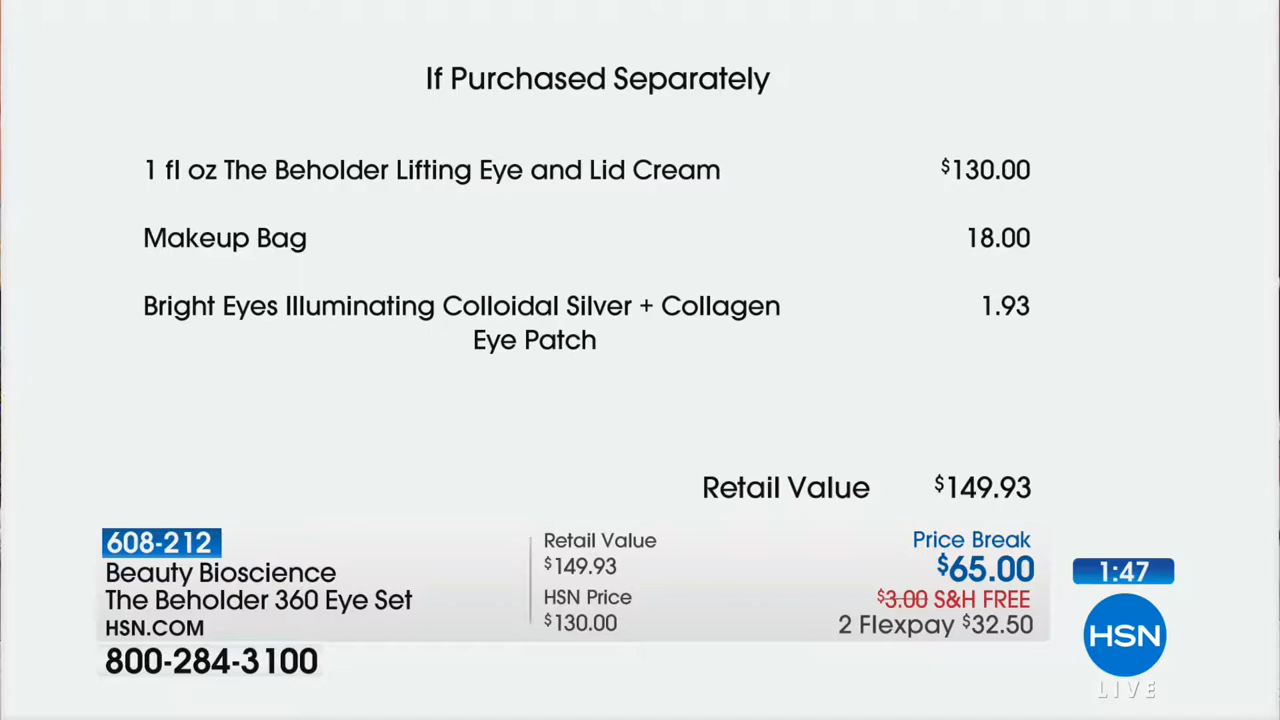 If Purchased Separately
1 fl oz The Beholder Lifting Eye and Lid Cream $130.00
Makeup Bag 18.00
Bright Eyes Illuminating Colloidal Silver + Collagen 1.93
Eye Patch
Retail Value $149.93
608-212
Beauty Bioscience
The Beholder 360 Eye Set
HSN.COM
800-284-3100
Retail Value
$149.93
HSN Price
$130.00
Price Break
$65.00
$3.00 S&H FREE
2 Flexpay $32.50
1:47
HSN
LIVE